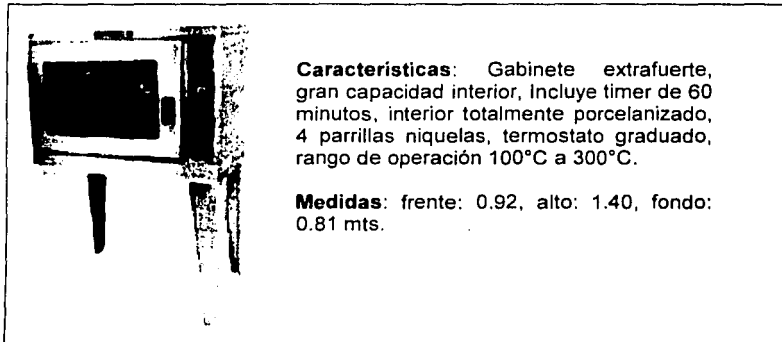 Características: Gabinete extrafuerte,
gran capacidad interior, Incluye timer de 60
minutos, interior totalmente porcelanizado,
4 parrillas niquelas, termostato graduado,
rango de operación 100°C a 300°C.
Medidas: frente: 0.92, alto: 1.40, fondo:
0.81 mts.